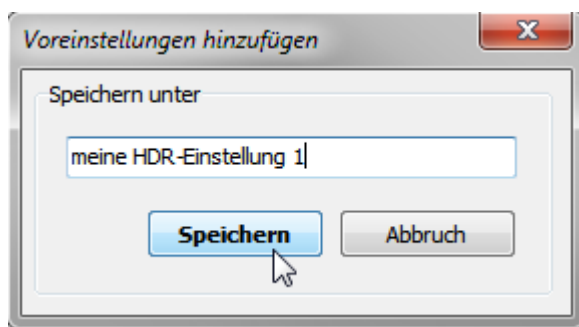 Voreinstellungen hinzufügen
Speichern unter
meine HDR-Einstellung 1
Speichern Abbruch